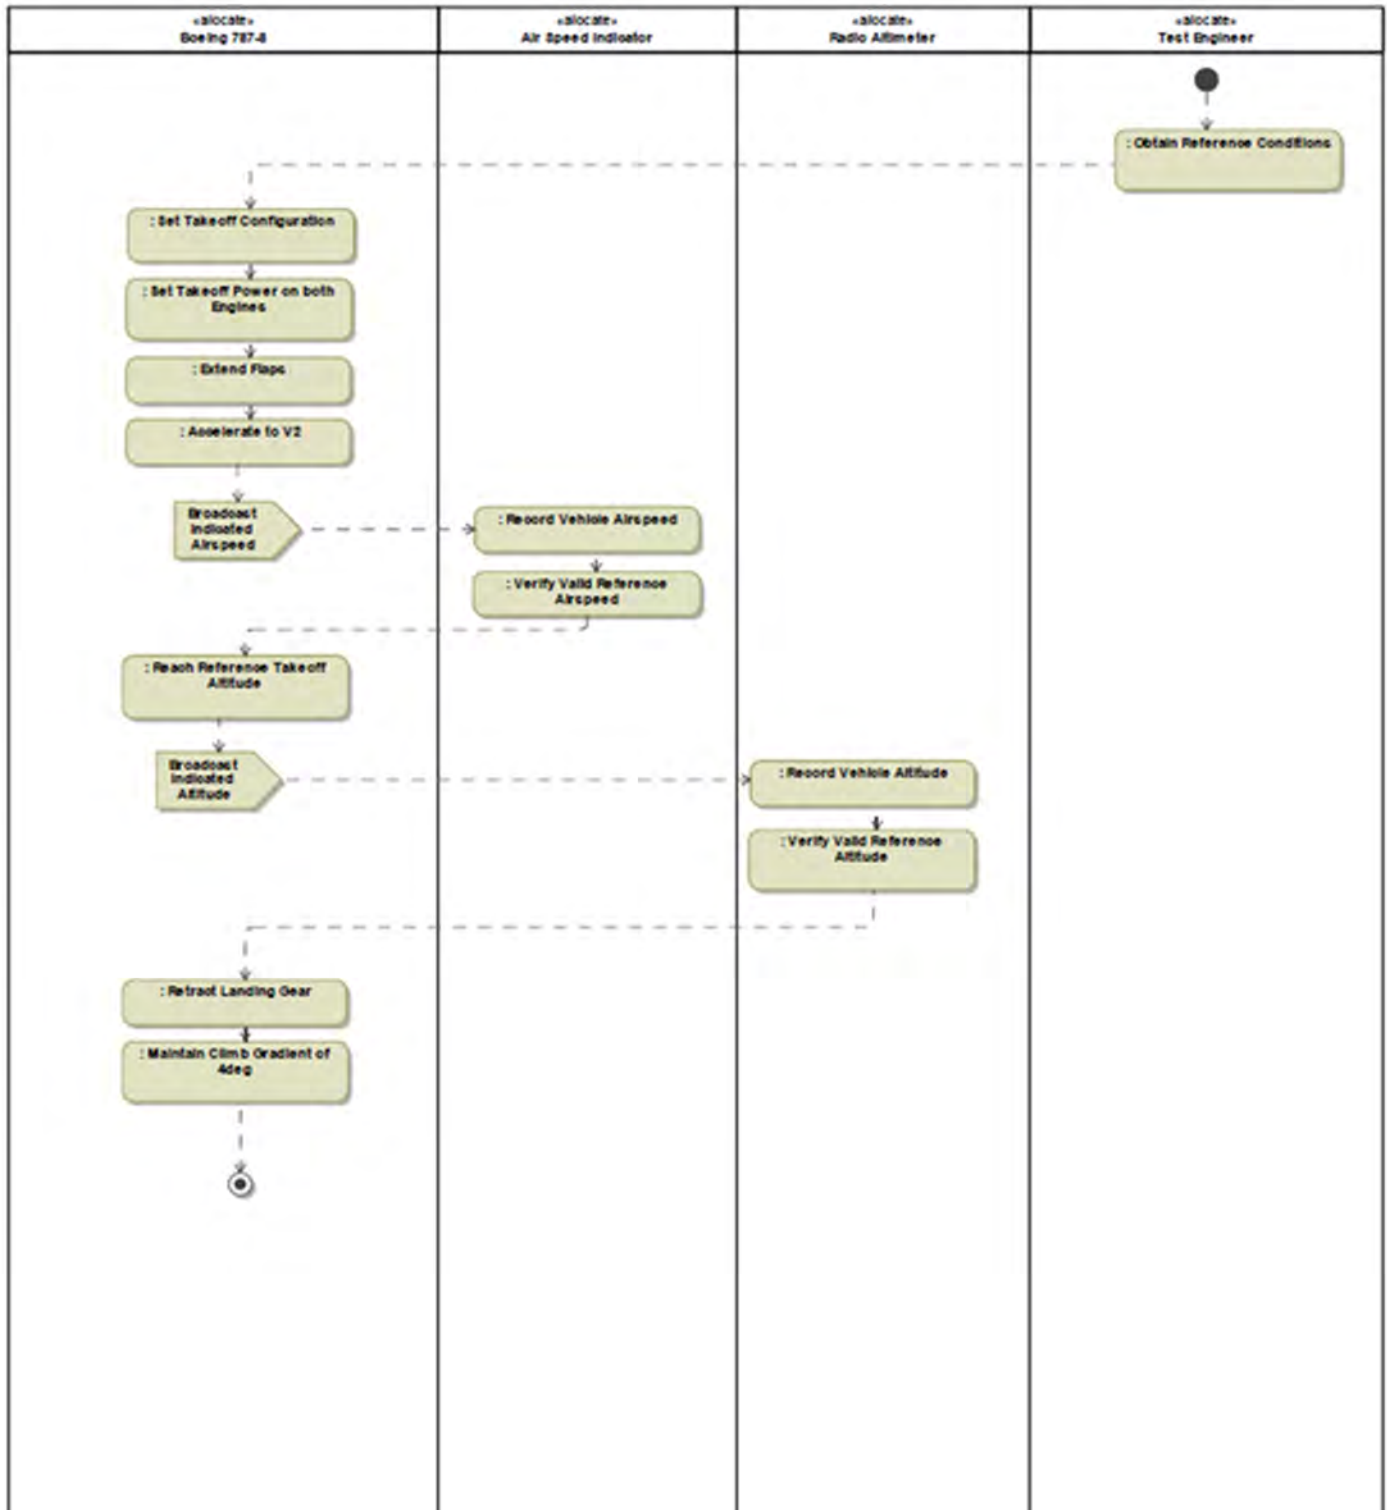 «allocate»
Boeing 787-8
«allocate»
Air Speed Indicator
«allocate»
Radio Altimeter
«allocate»
Test Engineer
: Obtain Reference Conditions
: Set Takeoff Configuration
: Set Takeoff Power on both
Engines
: Extend Flaps
: Accelerate to V2
Broadcast
Indicated
Airspeed
: Record Vehicle Airspeed
: Verify Valid Reference
Airspeed
: Reach Reference Takeoff
Altitude
Broadcast
Indicated
Altitude
: Record Vehicle Altitude
: Verify Valid Reference
Altitude
: Retract Landing Gear
: Maintain Climb Gradient of
4deg